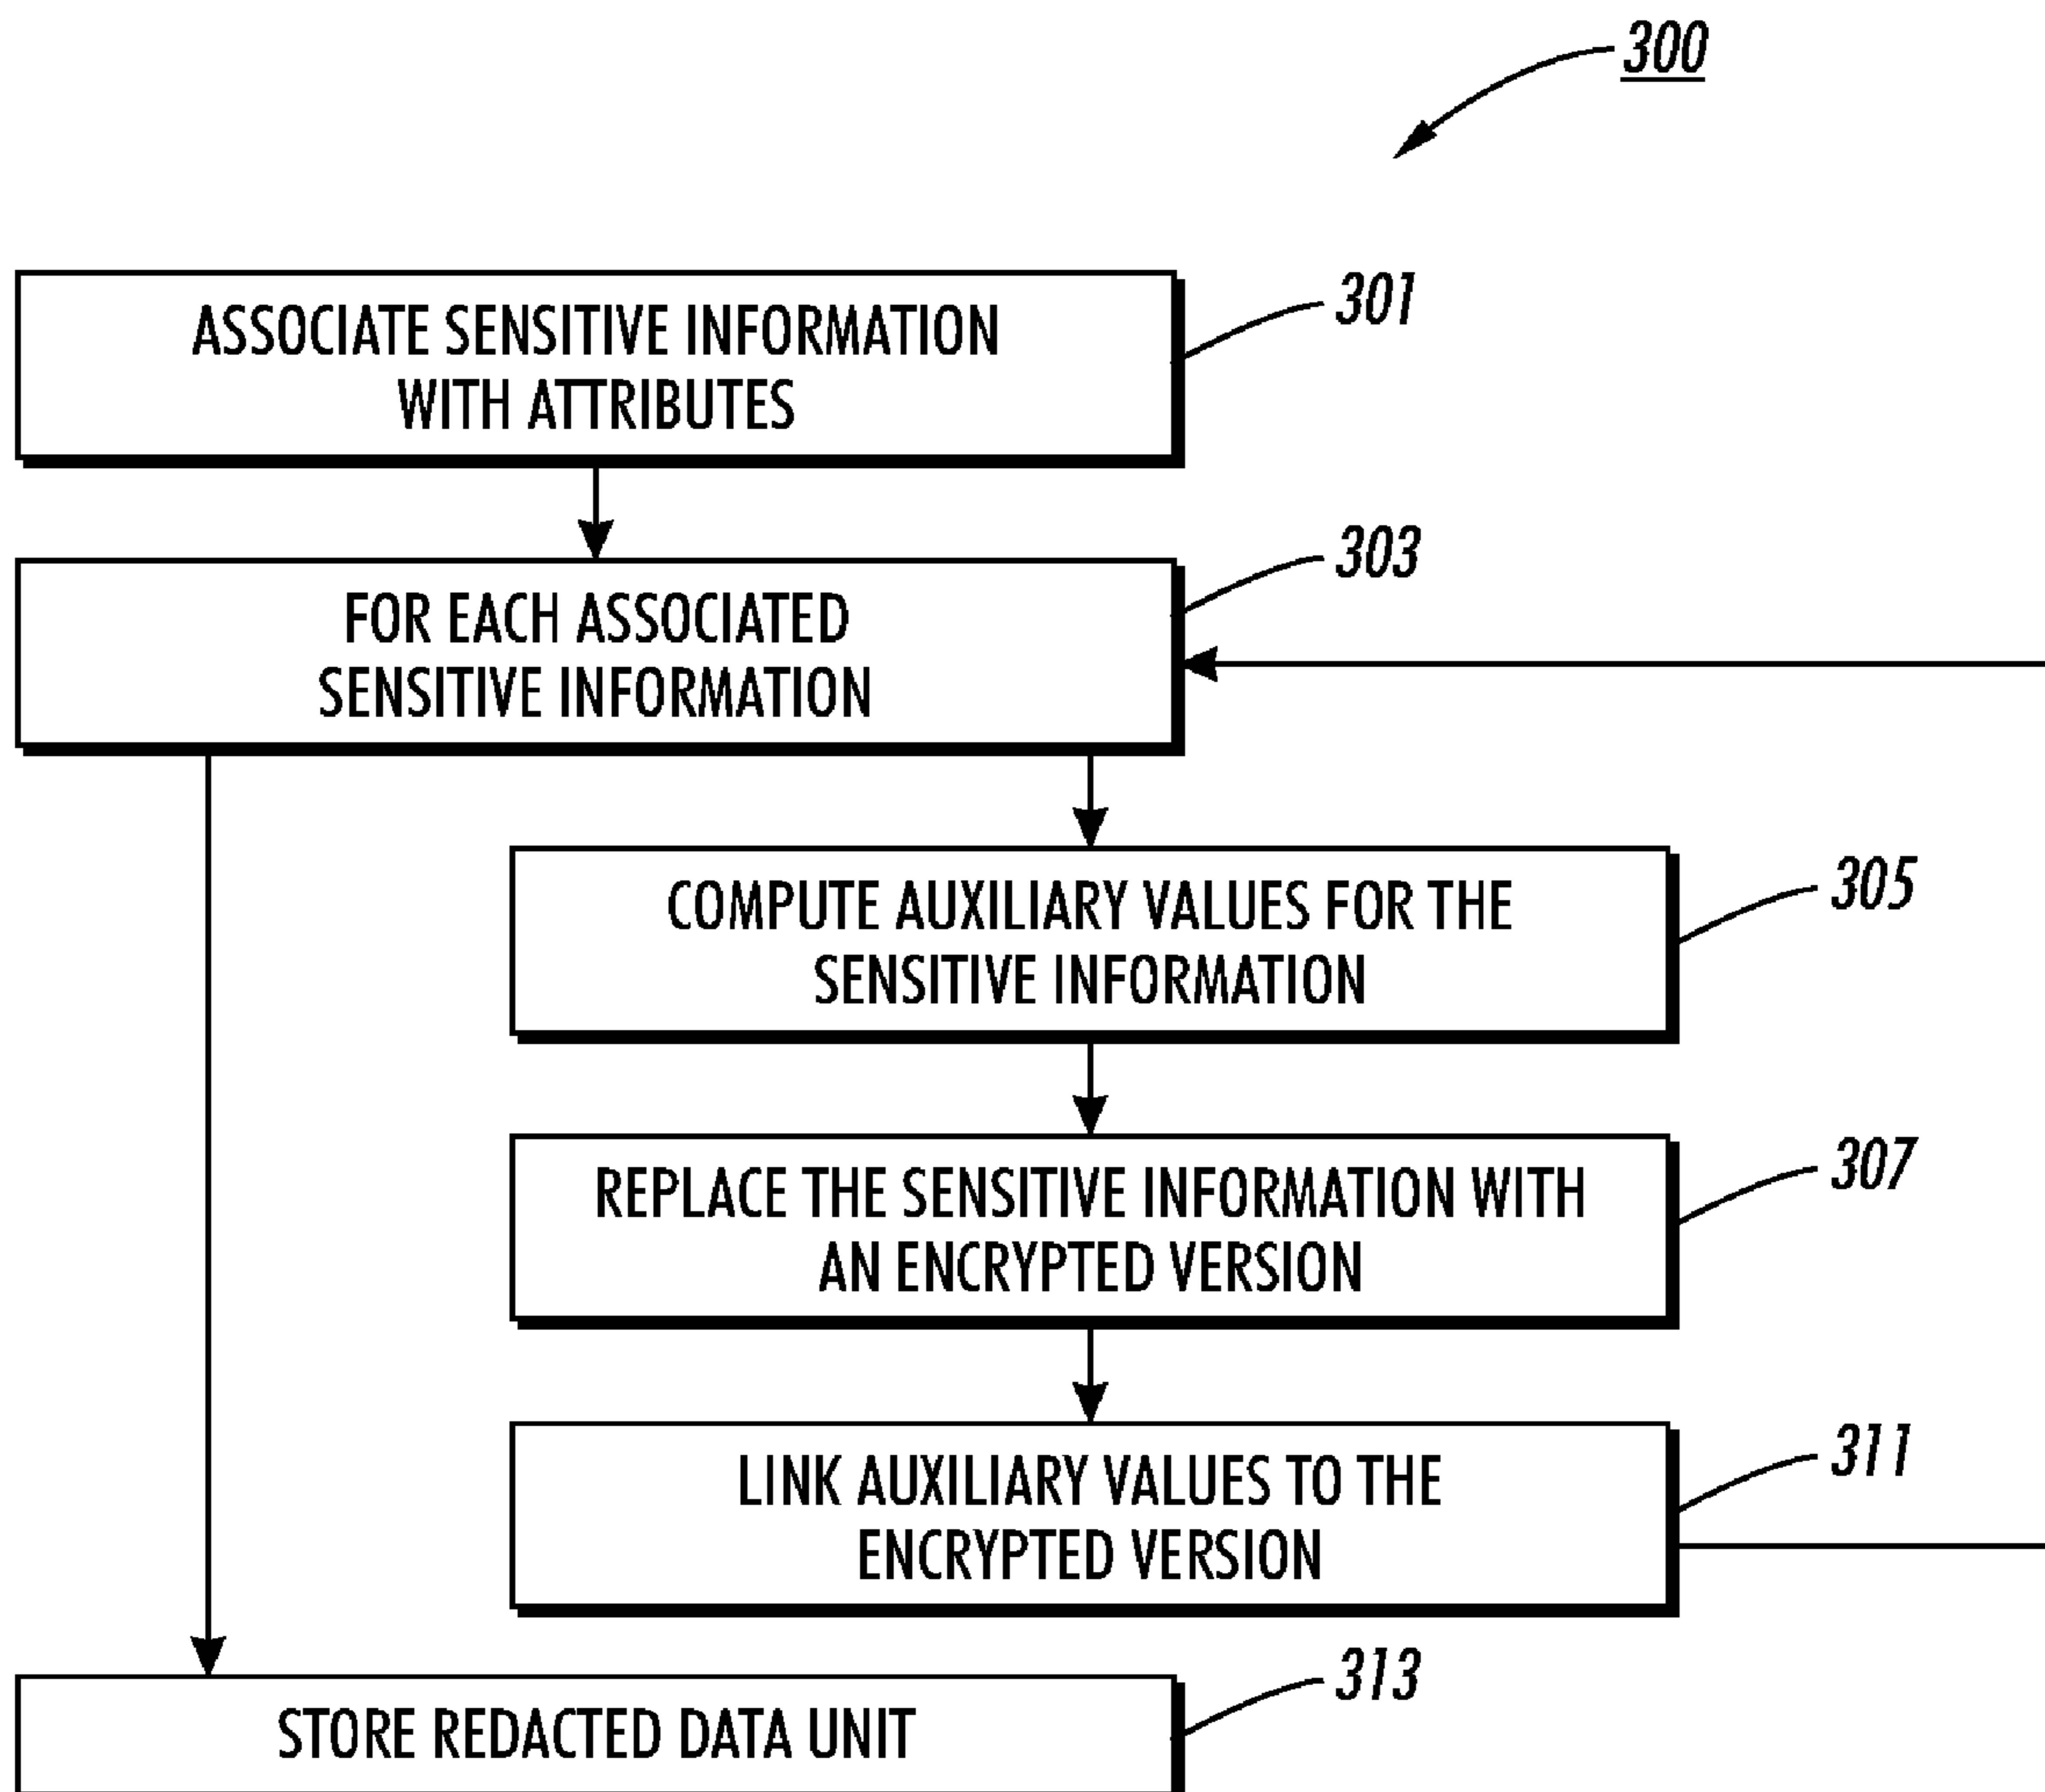 300
ASSOCIATE SENSITIVE INFORMATION
WITH ATTRIBUTES
301
FOR EACH ASSOCIATED
SENSITIVE INFORMATION
303
COMPUTE AUXILIARY VALUES FOR THE
SENSITIVE INFORMATION
305
REPLACE THE SENSITIVE INFORMATION WITH
AN ENCRYPTED VERSION
307
LINK AUXILIARY VALUES TO THE
ENCRYPTED VERSION
311
STORE REDACTED DATA UNIT
313